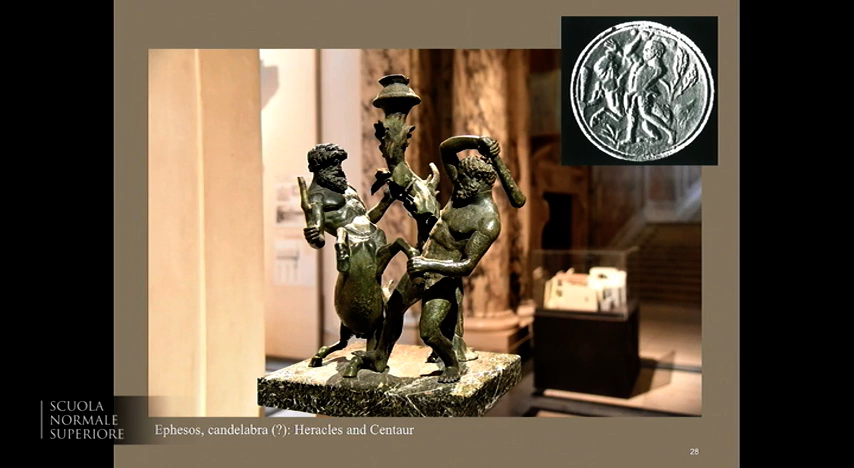 SCUOLA
NORMALE
SUPERIORE
Ephesos, candelabra (?): Heracles and Centaur
28